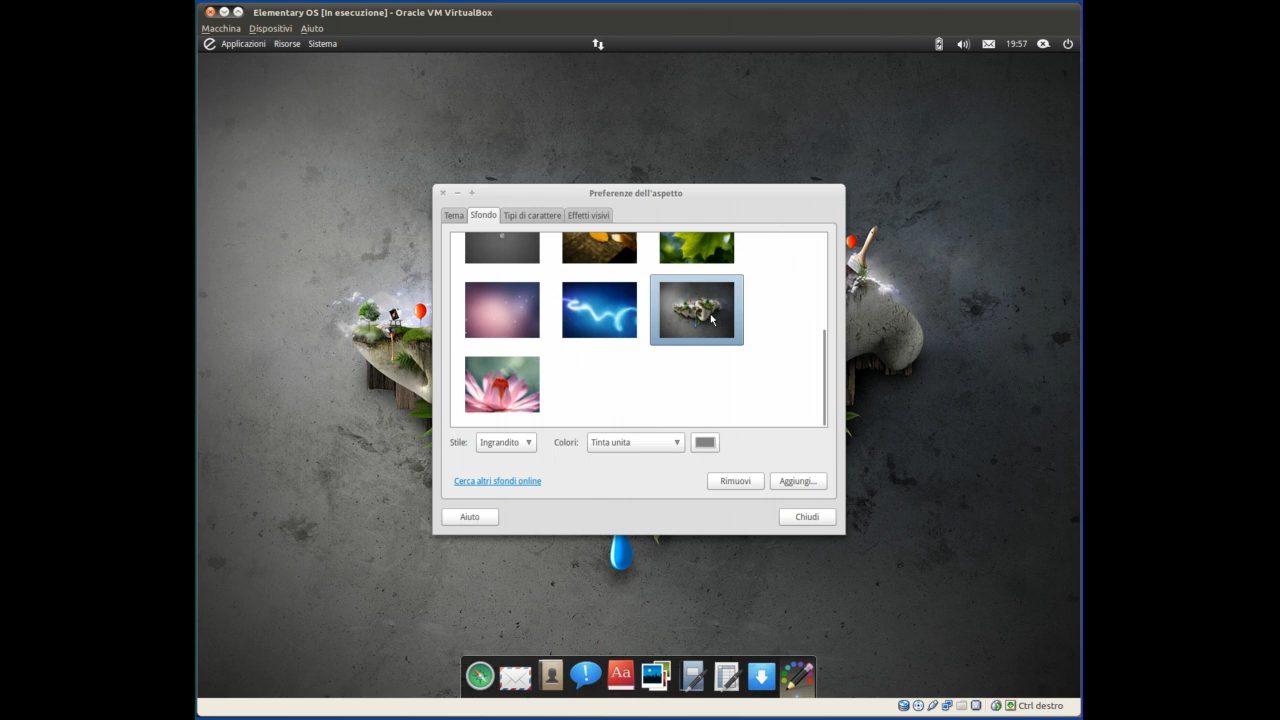 Elementary OS [In esecuzione] - Oracle VM VirtualBox
Macchina Dispositivi Aiuto
Applicazioni Risorse Sistema 19:57
Preferenze dell'aspetto
Tema Sfondo Tipi di carattere Effetti visivi
Stile: Ingrandito Colori: Tinta unita
Cerca altri sfondi online Rimuovi Aggiungi...
Aiuto Chiudi
Aa
Ctrl destro